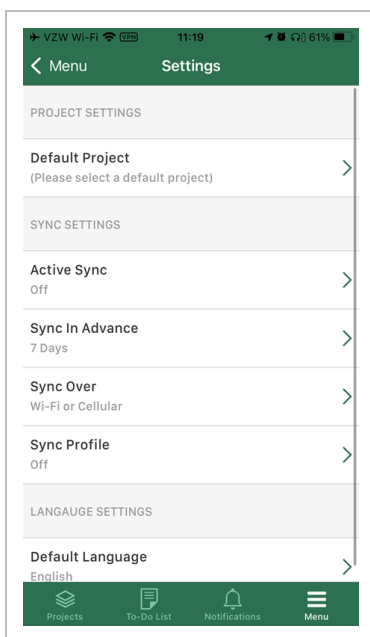 VZW Wi-Fi VPN 11:19 61%
Menu Settings
PROJECT SETTINGS
Default Project
(Please select a default project)
SYNC SETTINGS
Active Sync
Off
Sync In Advance
7 Days
Sync Over
Wi-Fi or Cellular
Sync Profile
Off
LANGAUGE SETTINGS
Default Language
English
Projects To-Do List Notifications Menu